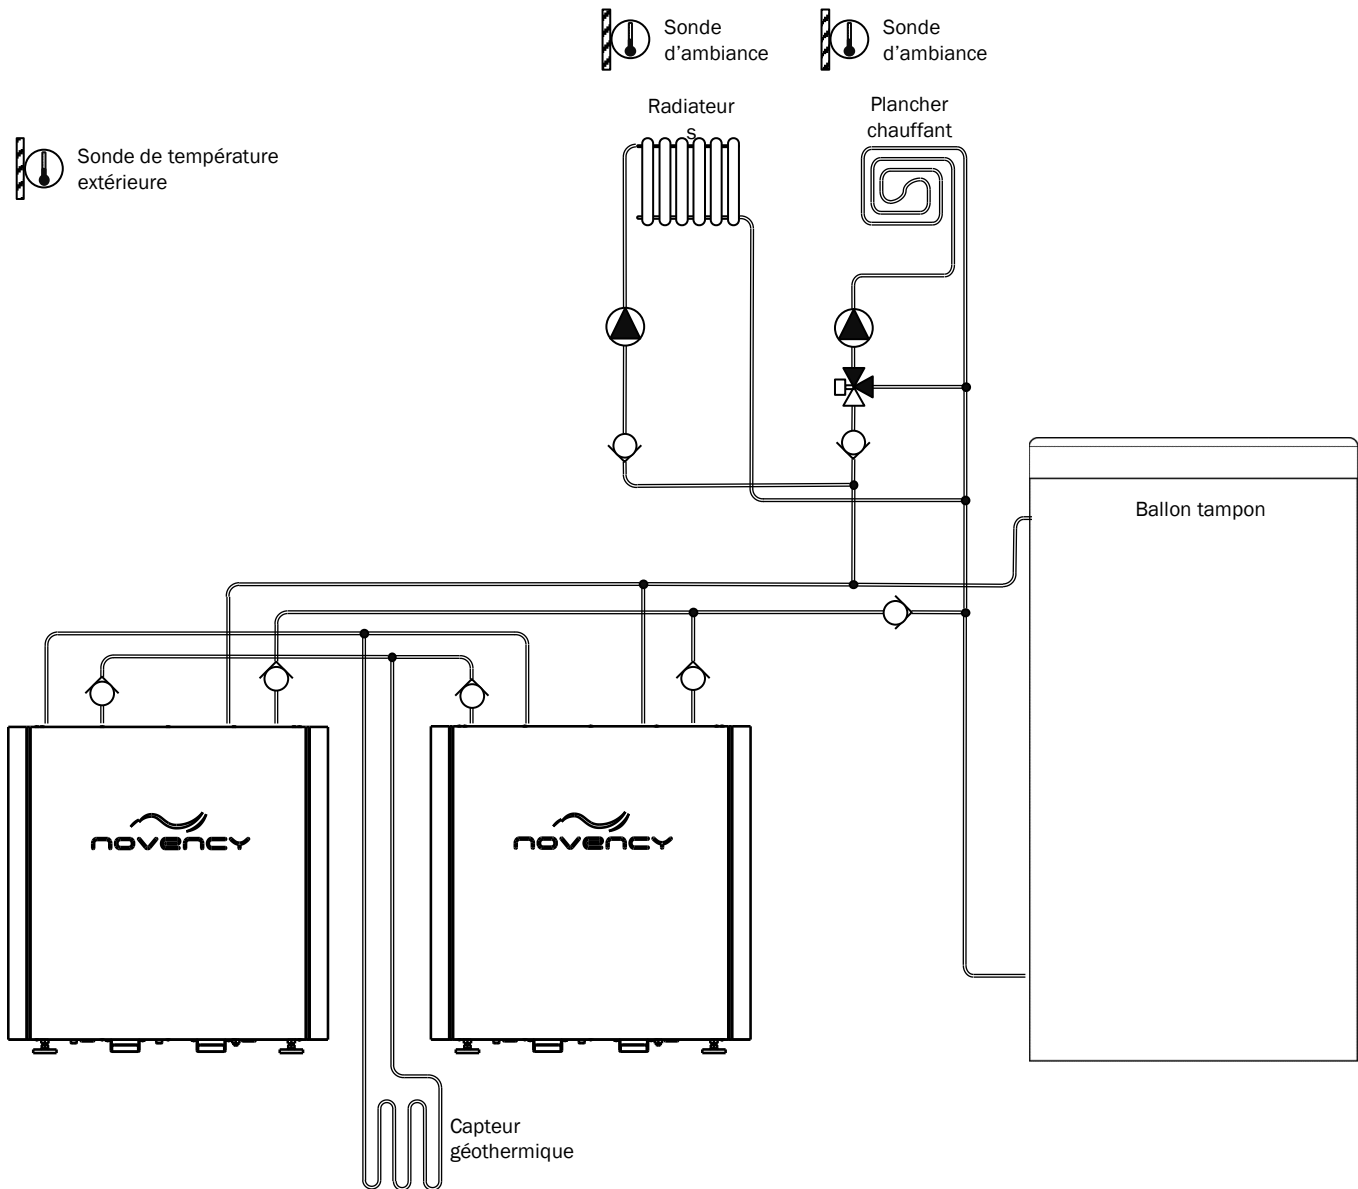 Sonde
d'ambiance
Sonde
d'ambiance
Radiateur
s
Plancher
chauffant
Sonde de température
extérieure
Ballon tampon
novency
novency
Capteur
géothermique